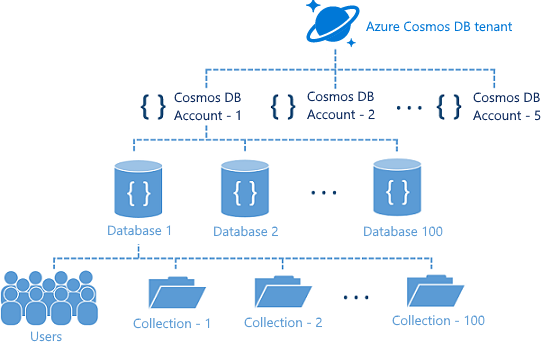 Azure Cosmos DB tenant
{ } Cosmos DB
Account - 1
{ } Cosmos DB
Account - 2
... { } Cosmos DB
Account - 5
{ } { } ... { }
Database 1
Database 2
Database 100
...
Users
Collection - 1
Collection - 2
Collection - 100